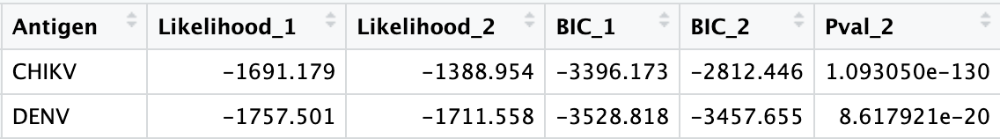 Antigen Likelihood_1 Likelihood_2 BIC_1 BIC_2 Pval_2
CHIKV -1691.179 -1388.954 -3396.173 -2812.446 1.093050e-130
DENV -1757.501 -1711.558 -3528.818 -3457.655 8.617921e-20